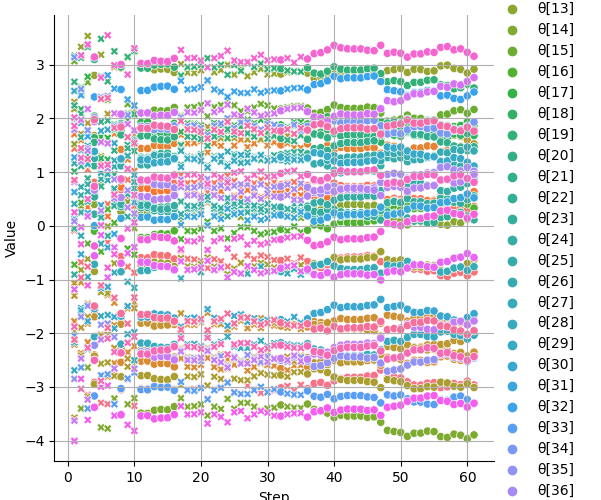 θ[13]
θ[14]
θ[15]
θ[16]
θ[17]
θ[18]
θ[19]
θ[20]
θ[21]
θ[22]
θ[23]
θ[24]
θ[25]
θ[26]
θ[27]
θ[28]
θ[29]
θ[30]
θ[31]
θ[32]
θ[33]
θ[34]
θ[35]
θ[36]
Value
3
2
1
0
−1
−2
−3
−4
0 10 20 30 40 50 60
Step